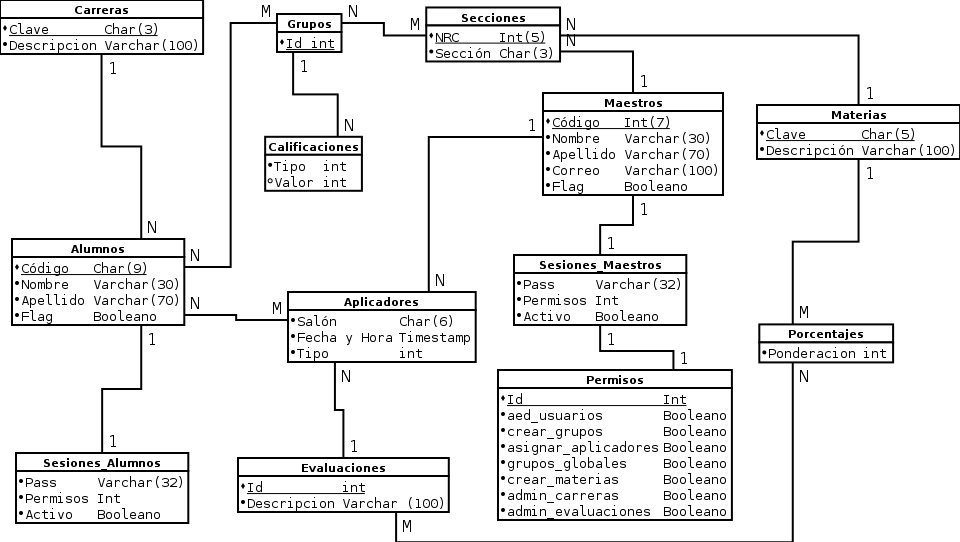 Carreras
Clave Char(3)
Descripcion Varchar(100)
1
M
Grupos
Id int
N
1
M
Secciones
NRC Int(5)
Sección Char(3)
N
N
1
1
Maestros
Código Int(7)
Nombre Varchar(30)
Apellido Varchar(70)
Correo Varchar(100)
Flag Booleano
1
1
Materias
Clave Char(5)
Descripción Varchar(100)
1
N
Calificaciones
Tipo int
Valor int
N
Alumnos
Código Char(9)
Nombre Varchar(30)
Apellido Varchar(70)
Flag Booleano
N
N
1
M
N
Aplicadores
Salón Char(6)
Fecha y Hora Timestamp
Tipo int
N
1
Sesiones_Maestros
Pass Varchar(32)
Permisos Int
Activo Booleano
1
1
M
Porcentajes
Ponderacion int
N
Permisos
Id Int
aed_usuarios Booleano
crear_grupos Booleano
asignar_aplicadores Booleano
grupos_globales Booleano
crear_materias Booleano
admin_carreras Booleano
admin_evaluaciones Booleano
1
Sesiones_Alumnos
Pass Varchar(32)
Permisos Int
Activo Booleano
1
Evaluaciones
Id int
Descripcion Varchar (100)
M